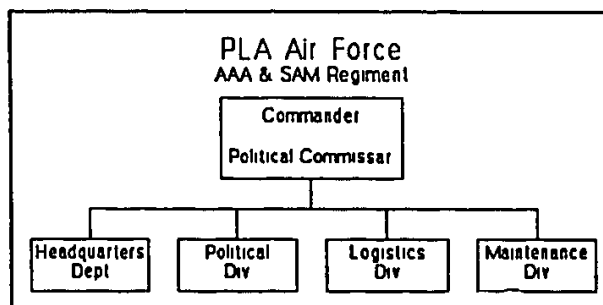 PLA Air Force
AAA & SAM Regiment
Commander
Political Commissar
Headquarters
Dept
Political
Div
Logistics
Div
Maintenance
Div